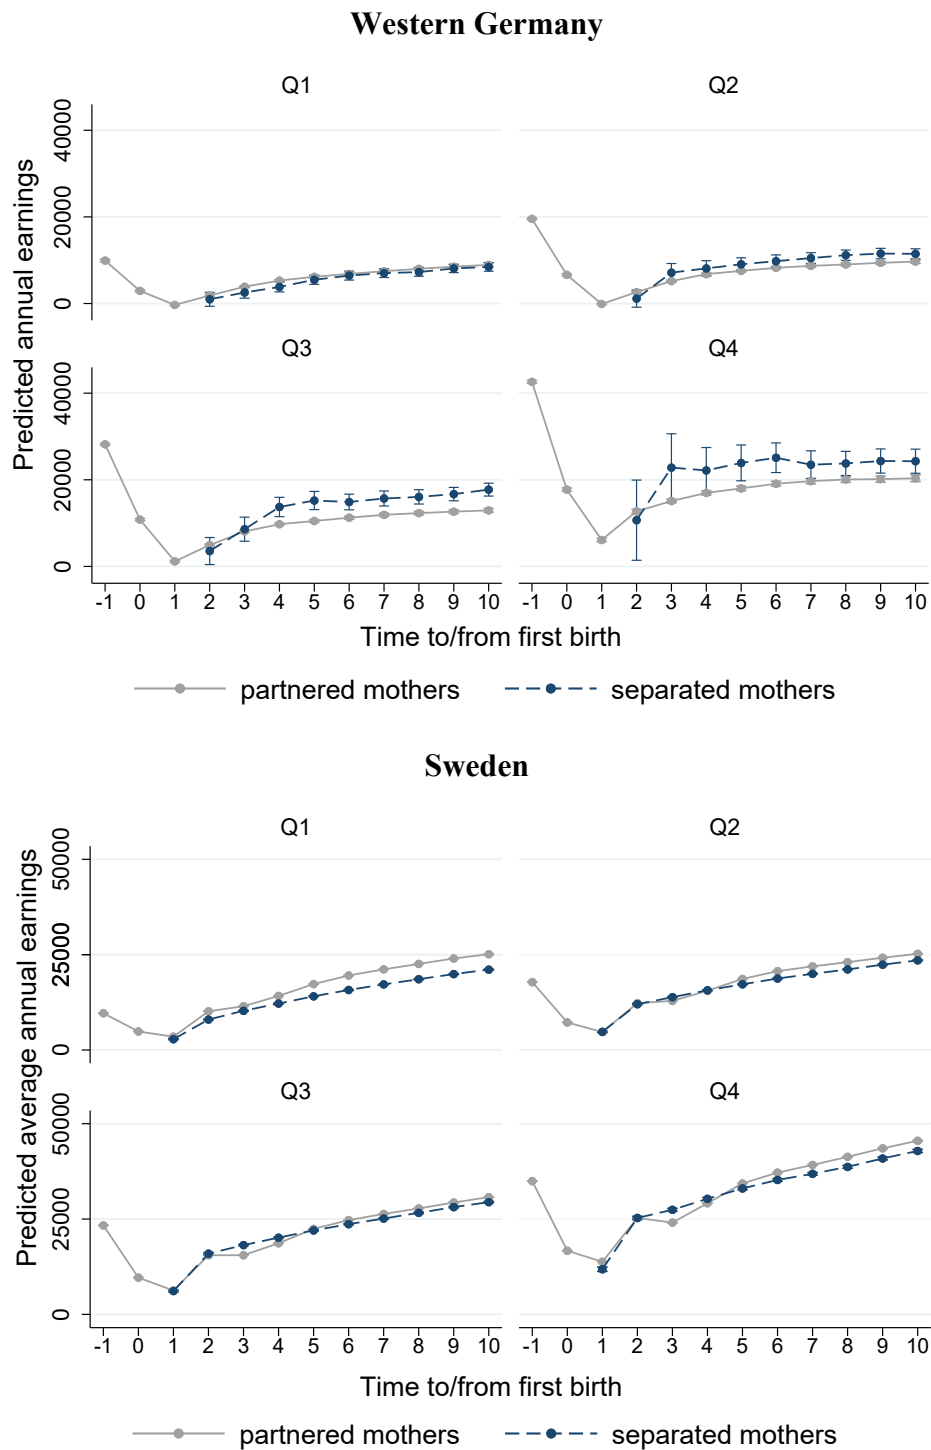 Western Germany
Q1
Q2
40000
20000
0
Q3
Q4
40000
20000
0
Predicted annual earnings
-1 0 1 2 3 4 5 6 7 8 9 10
-1 0 1 2 3 4 5 6 7 8 9 10
Time to/from first birth
partnered mothers
separated mothers
Sweden
Q1
Q2
50000
25000
0
Q3
Q4
50000
25000
0
Predicted average annual earnings
-1 0 1 2 3 4 5 6 7 8 9 10
-1 0 1 2 3 4 5 6 7 8 9 10
Time to/from first birth
partnered mothers
separated mothers